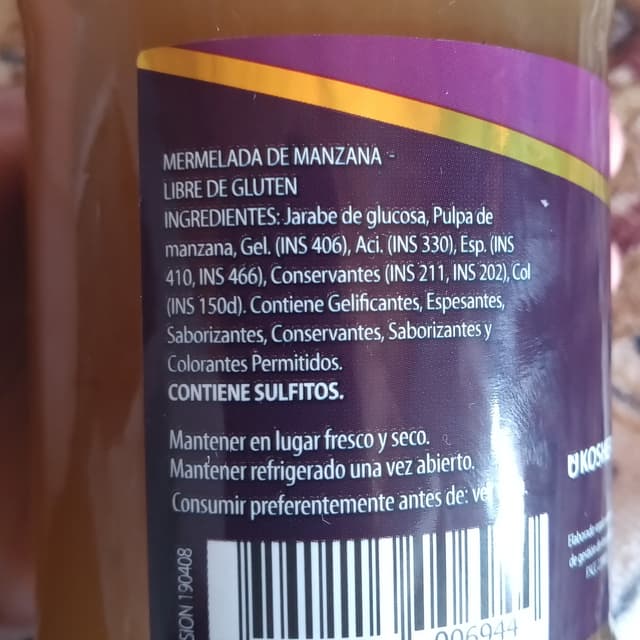 MERMELADA DE MANZANA -
LIBRE DE GLUTEN
INGREDIENTES: Jarabe de glucosa, Pulpa de
manzana, Gel. (INS 406), Aci. (INS 330), Esp. (INS
410, INS 466), Conservantes (INS 211, INS 202), Col
(INS 150d). Contiene Gelificantes, Espesantes,
Saborizantes, Conservantes, Saborizantes y
Colorantes Permitidos.
CONTIENE SULFITOS.
Mantener en lugar fresco y seco.
Mantener refrigerado una vez abierto.
Consumir preferentemente antes de:
190408
006944